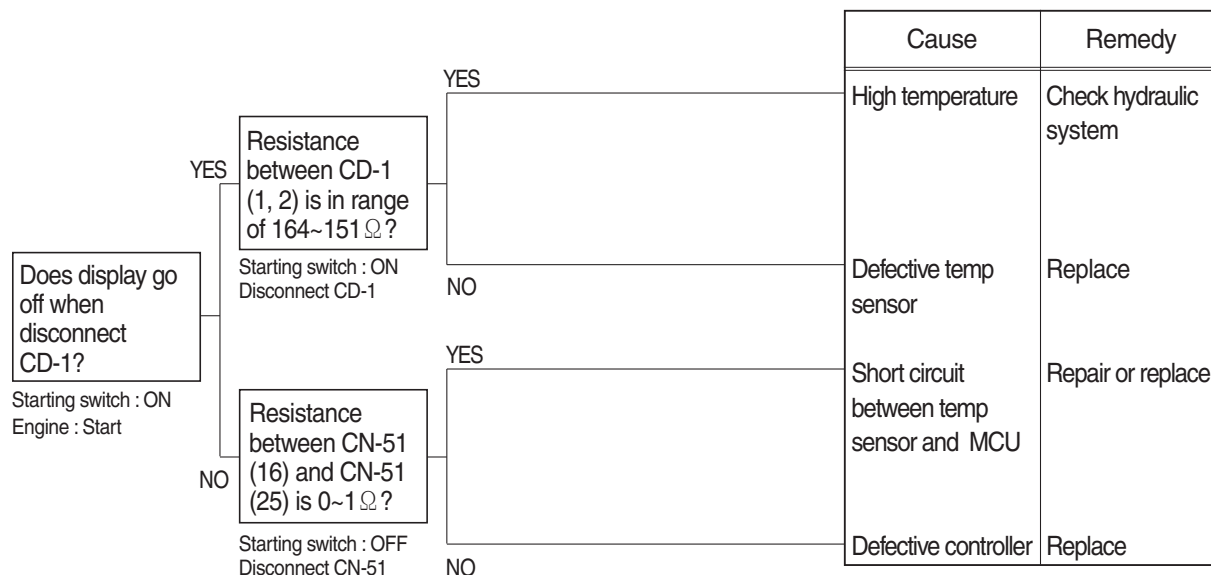 Cause
Remedy
YES
High temperature
Check hydraulic
system
Resistance
between CD-1
(1, 2) is in range
of 164~151Ω?
YES
Starting switch : ON
Disconnect CD-1
NO
Defective temp
sensor
Replace
Does display go
off when
disconnect
CD-1?
Starting switch : ON
Engine : Start
YES
Short circuit
between temp
sensor and MCU
Repair or replace
Resistance
between CN-51
(16) and CN-51
(25) is 0~1Ω?
NO
Starting switch : OFF
Disconnect CN-51
NO
Defective controller
Replace